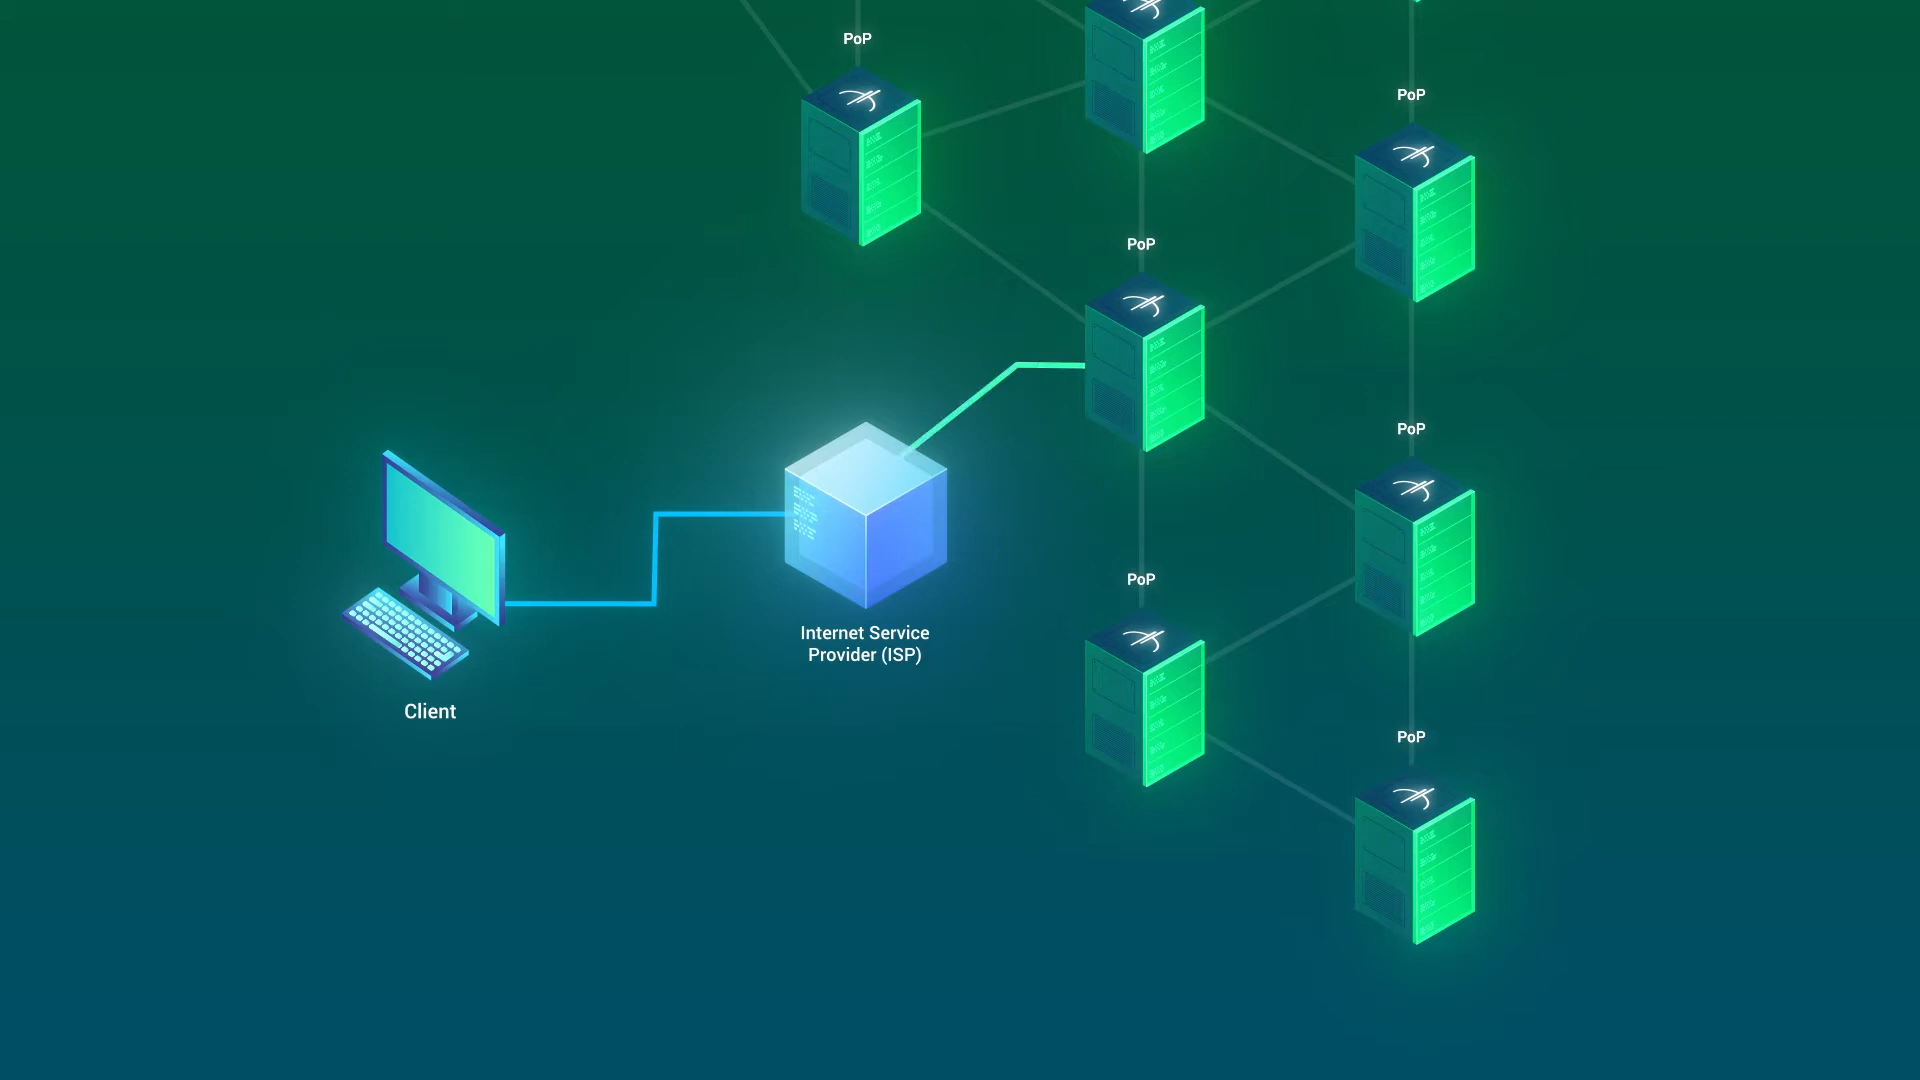 PoP
PoP
PoP
PoP
PoP
Internet Service
Provider (ISP)
Client
PoP